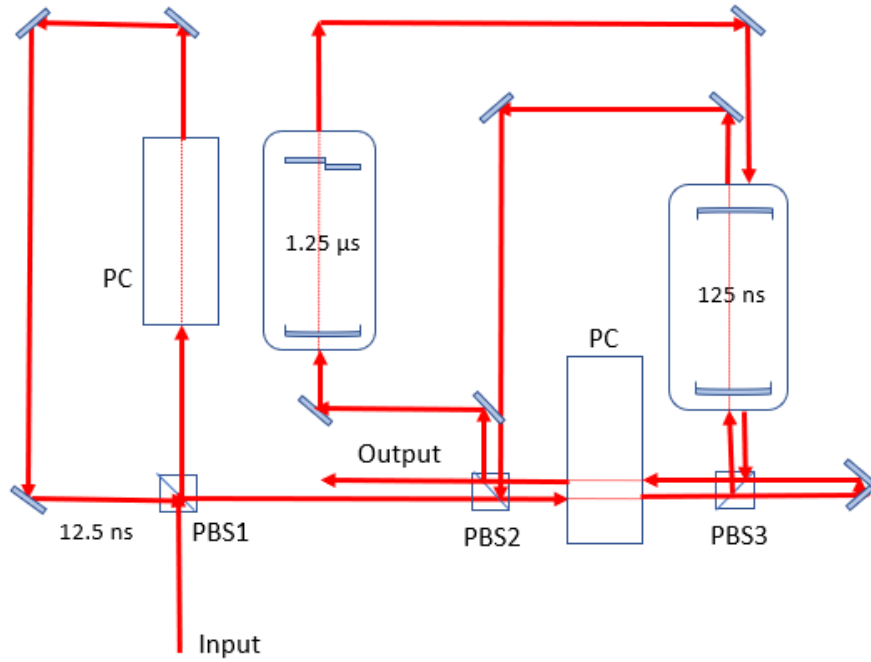 1.25 µs
125 ns
PC
PC
Output
12.5 ns
PBS1
PBS2
PBS3
Input